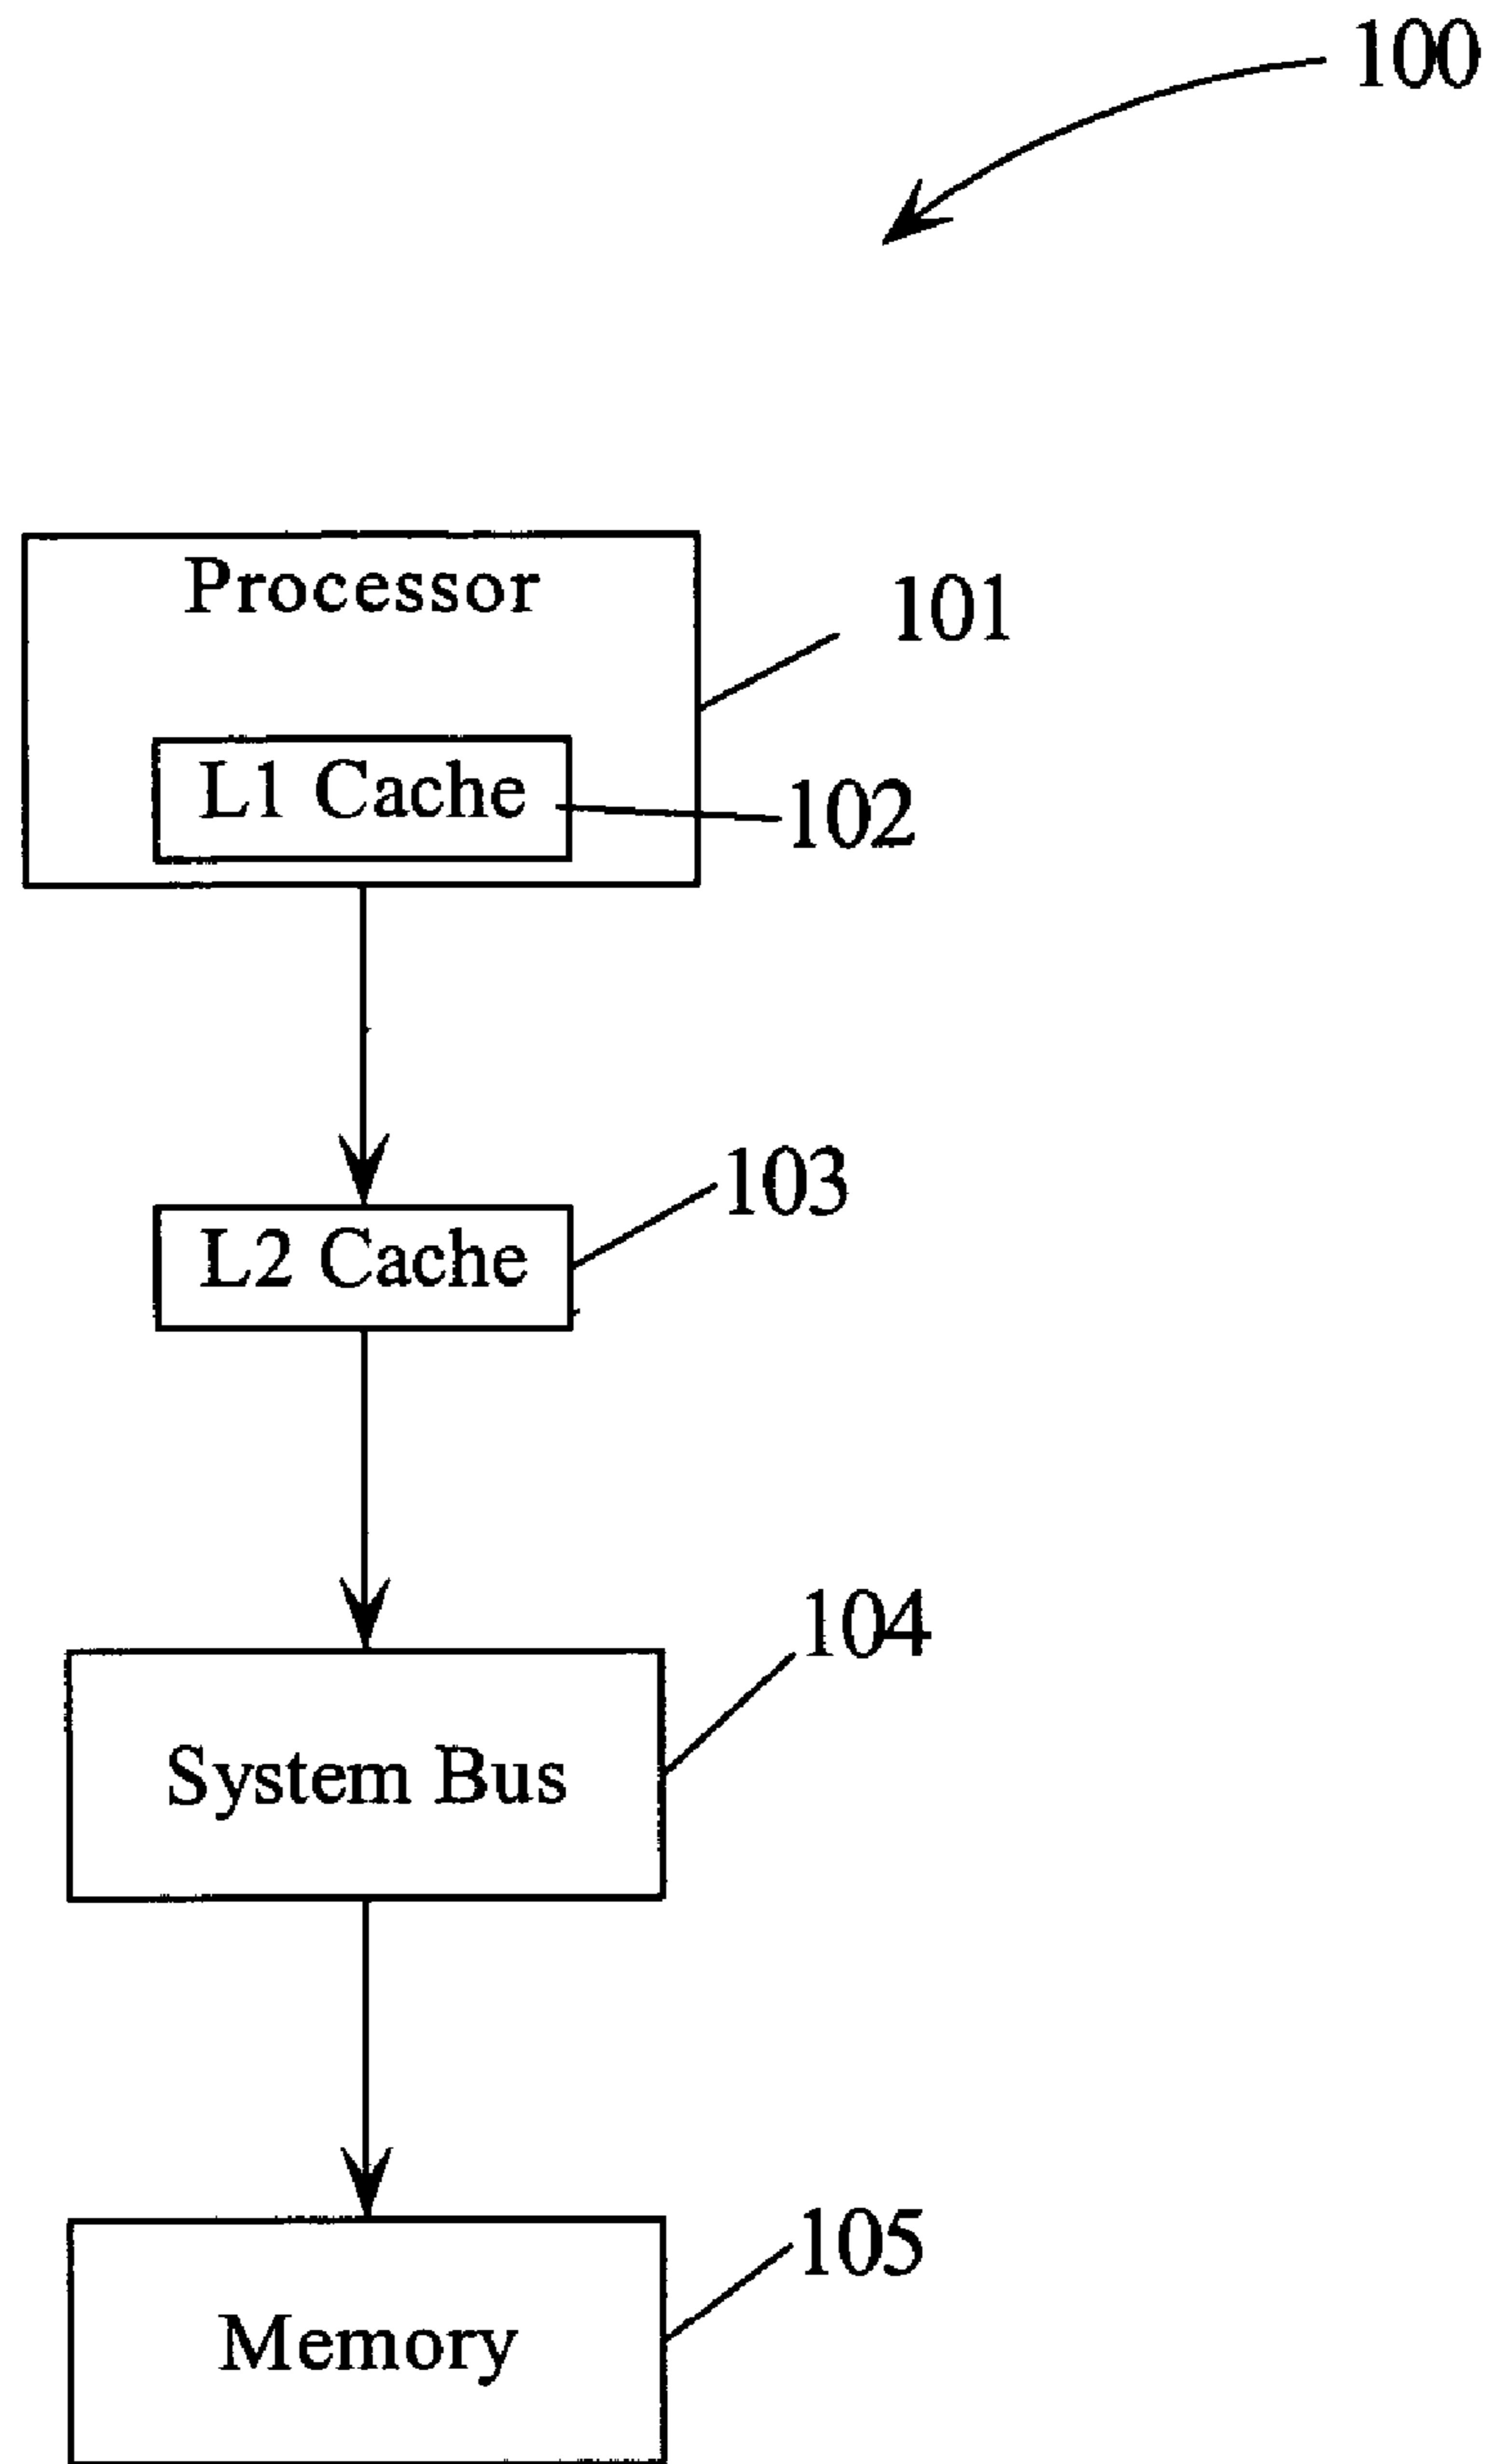 100
Processor
101
L1 Cache
102
103
L2 Cache
104
System Bus
105
Memory